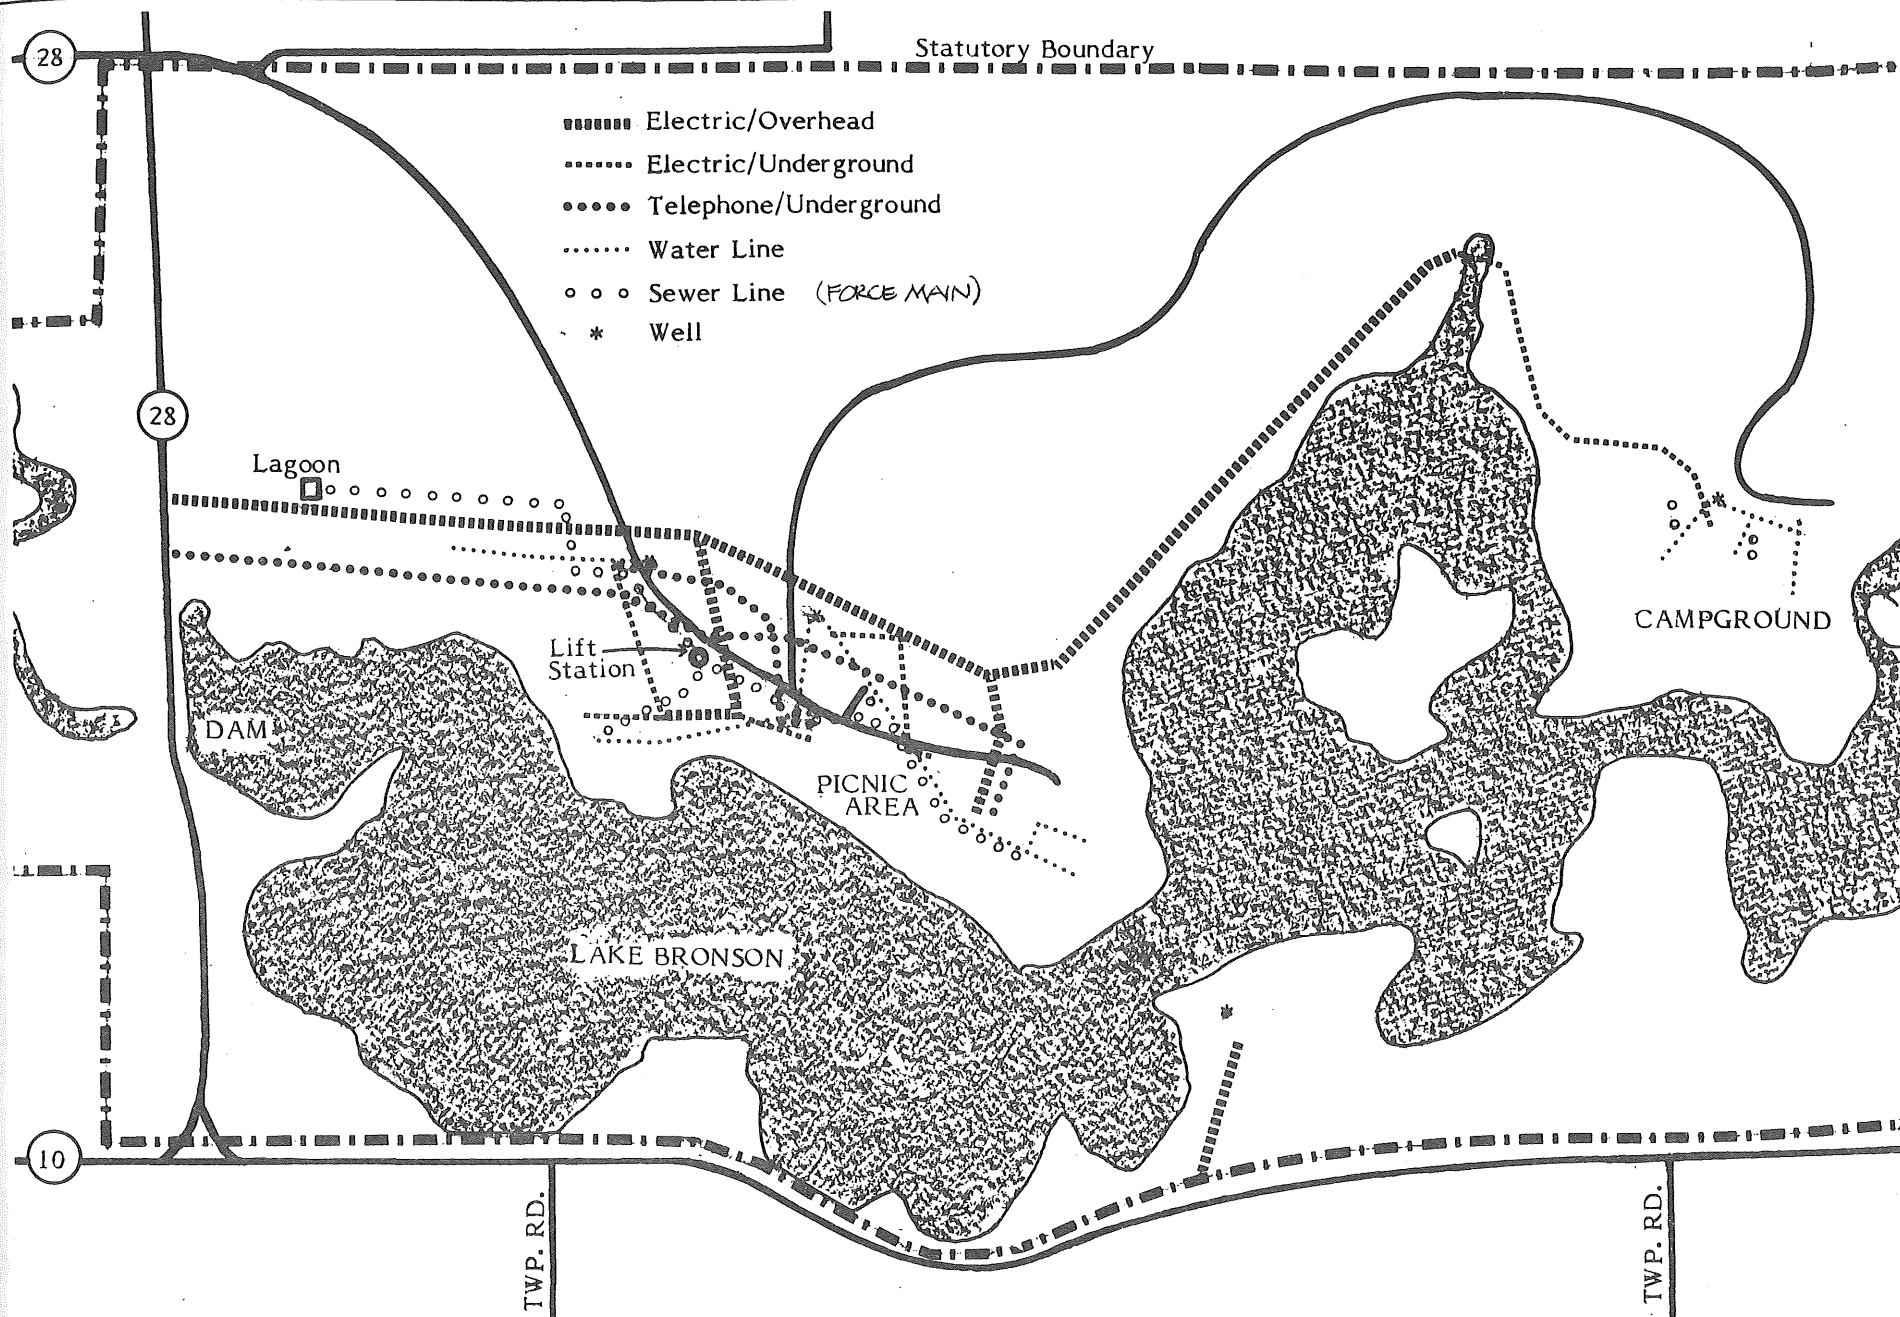 28
Statutory Boundary
Electric/Overhead
Electric/Underground
Telephone/Underground
Water Line
Sewer Line (FORCE MAIN)
Well
28
Lagoon
Lift
Station
CAMPGROUND
DAM
PICNIC
AREA
LAKE BRONSON
10
TWP. RD.
TWP. RD.